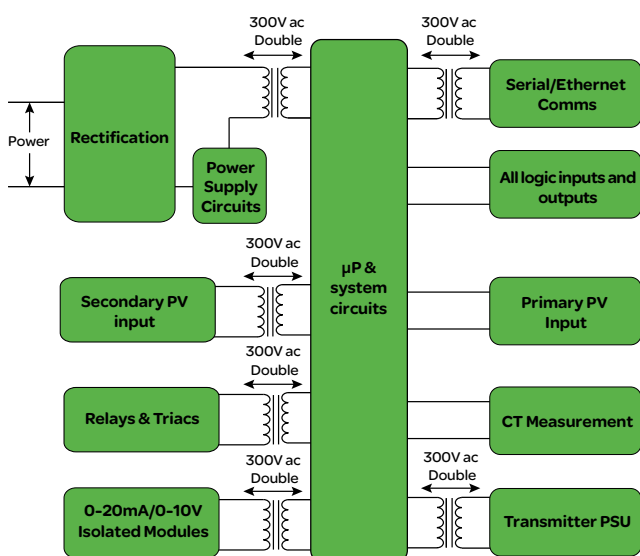 300V ac
Double
300V ac
Double
Rectification
Power
Power
Supply
Circuits
Serial/Ethernet
Comms
All logic inputs and
outputs
µP &
system
circuits
300V ac
Double
Secondary PV
input
Primary PV
Input
300V ac
Double
Relays & Triacs
CT Measurement
300V ac
Double
300V ac
Double
0-20mA/0-10V
Isolated Modules
Transmitter PSU